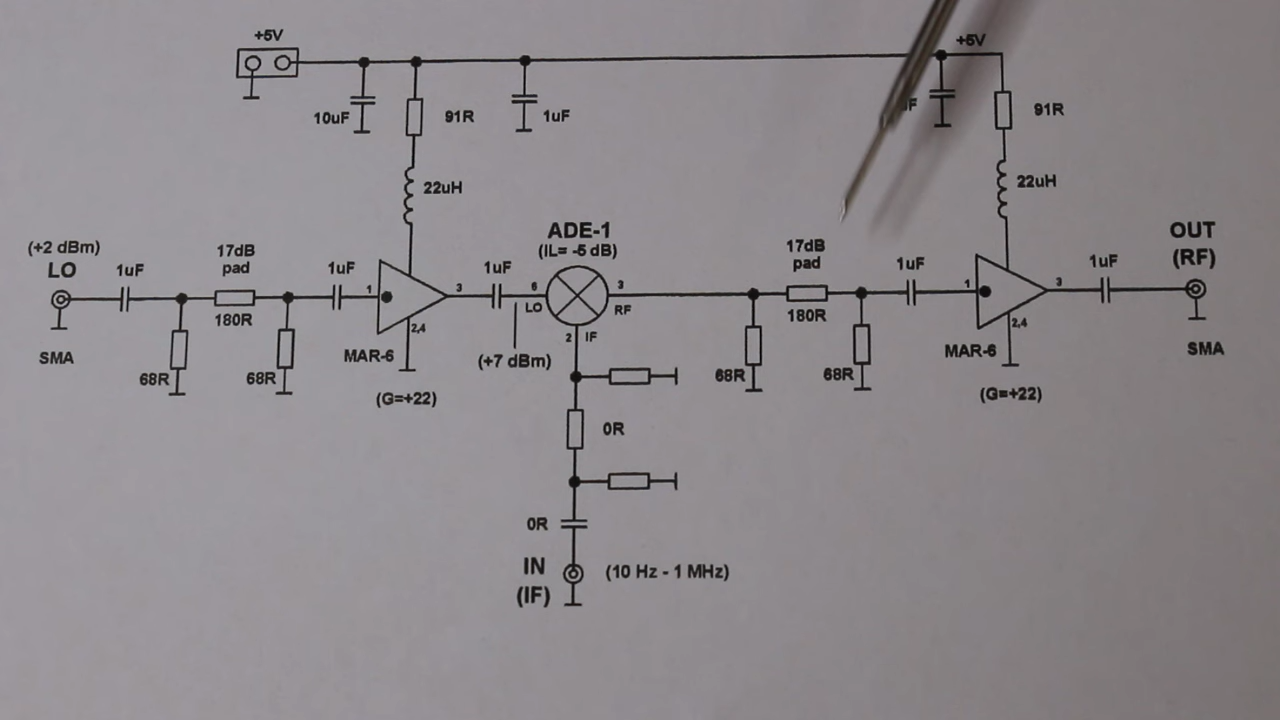 +5V
+5V
10uF
91R
1uF
91R
22uH
22uH
(+2 dBm)
LO
1uF
17dB
pad
180R
1uF
1
3
2,4
MAR-6
(G=+22)
1uF
ADE-1
(IL= -5 dB)
6
LO
3
RF
2
IF
(+7 dBm)
17dB
pad
180R
1uF
1
3
2,4
MAR-6
(G=+22)
1uF
OUT
(RF)
SMA
68R
68R
68R
68R
SMA
0R
0R
IN
(IF)
(10 Hz - 1 MHz)